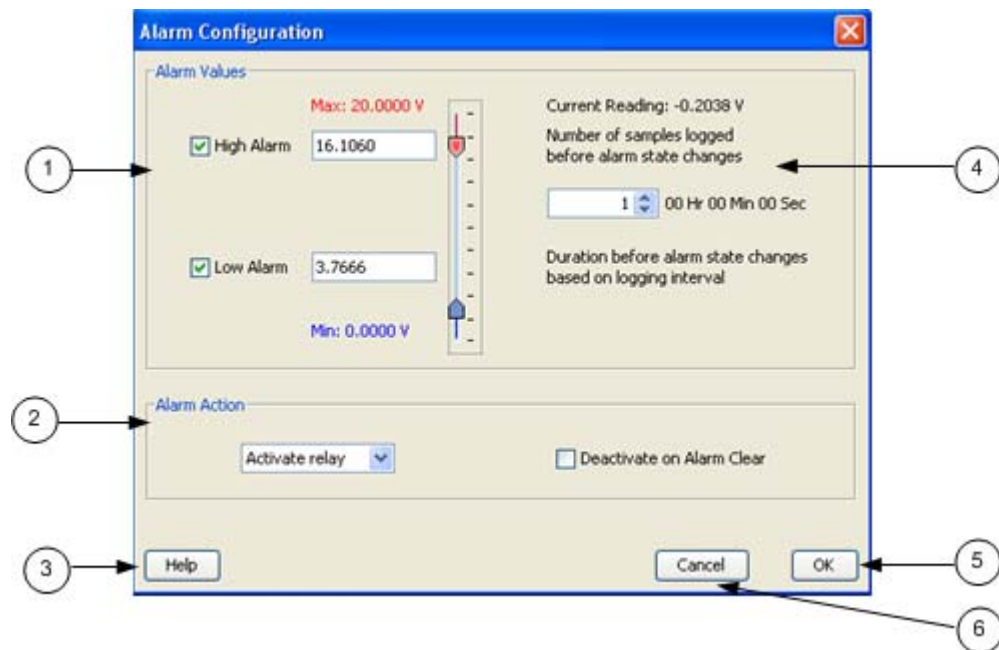 Alarm Configuration
Alarm Values
Max: 20.0000 V
High Alarm
16.1060
Low Alarm
3.7666
Min: 0.0000 V
Current Reading: -0.2038 V
Number of samples logged
before alarm state changes
1
00 Hr 00 Min 00 Sec
Duration before alarm state changes
based on logging interval
Alarm Action
Activate relay
Deactivate on Alarm Clear
Help
Cancel
OK
1
2
3
4
5
6